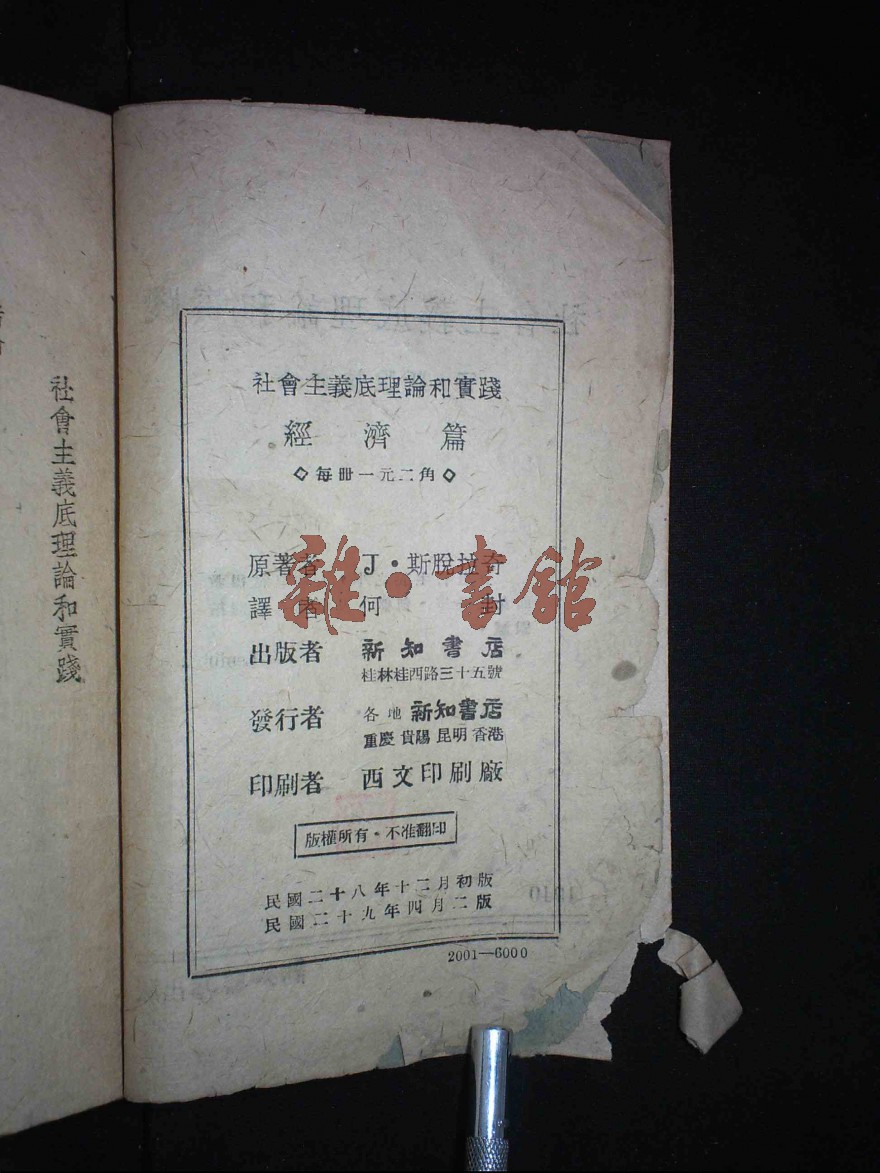 社會主義底理論和實踐
社會主義底理論和實踐
經濟篇
◇每冊一元二角◇
原著者 J·斯脫拔奇
譯者 何封
出版者 新知書店
桂林桂西路三十五號
發行者 各地新知書店
重慶 貴陽 昆明 香港
印刷者 西文印刷廠
版權所有·不准翻印
民國二十八年十二月初版
民國二十九年四月二版
2001—6000
雜·書館